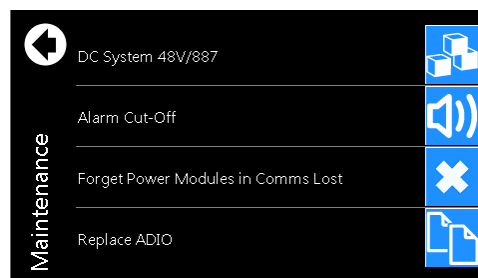 DC System 48V/887
Alarm Cut-Off
Forget Power Modules in Comms Lost
Replace ADIO
Maintenance